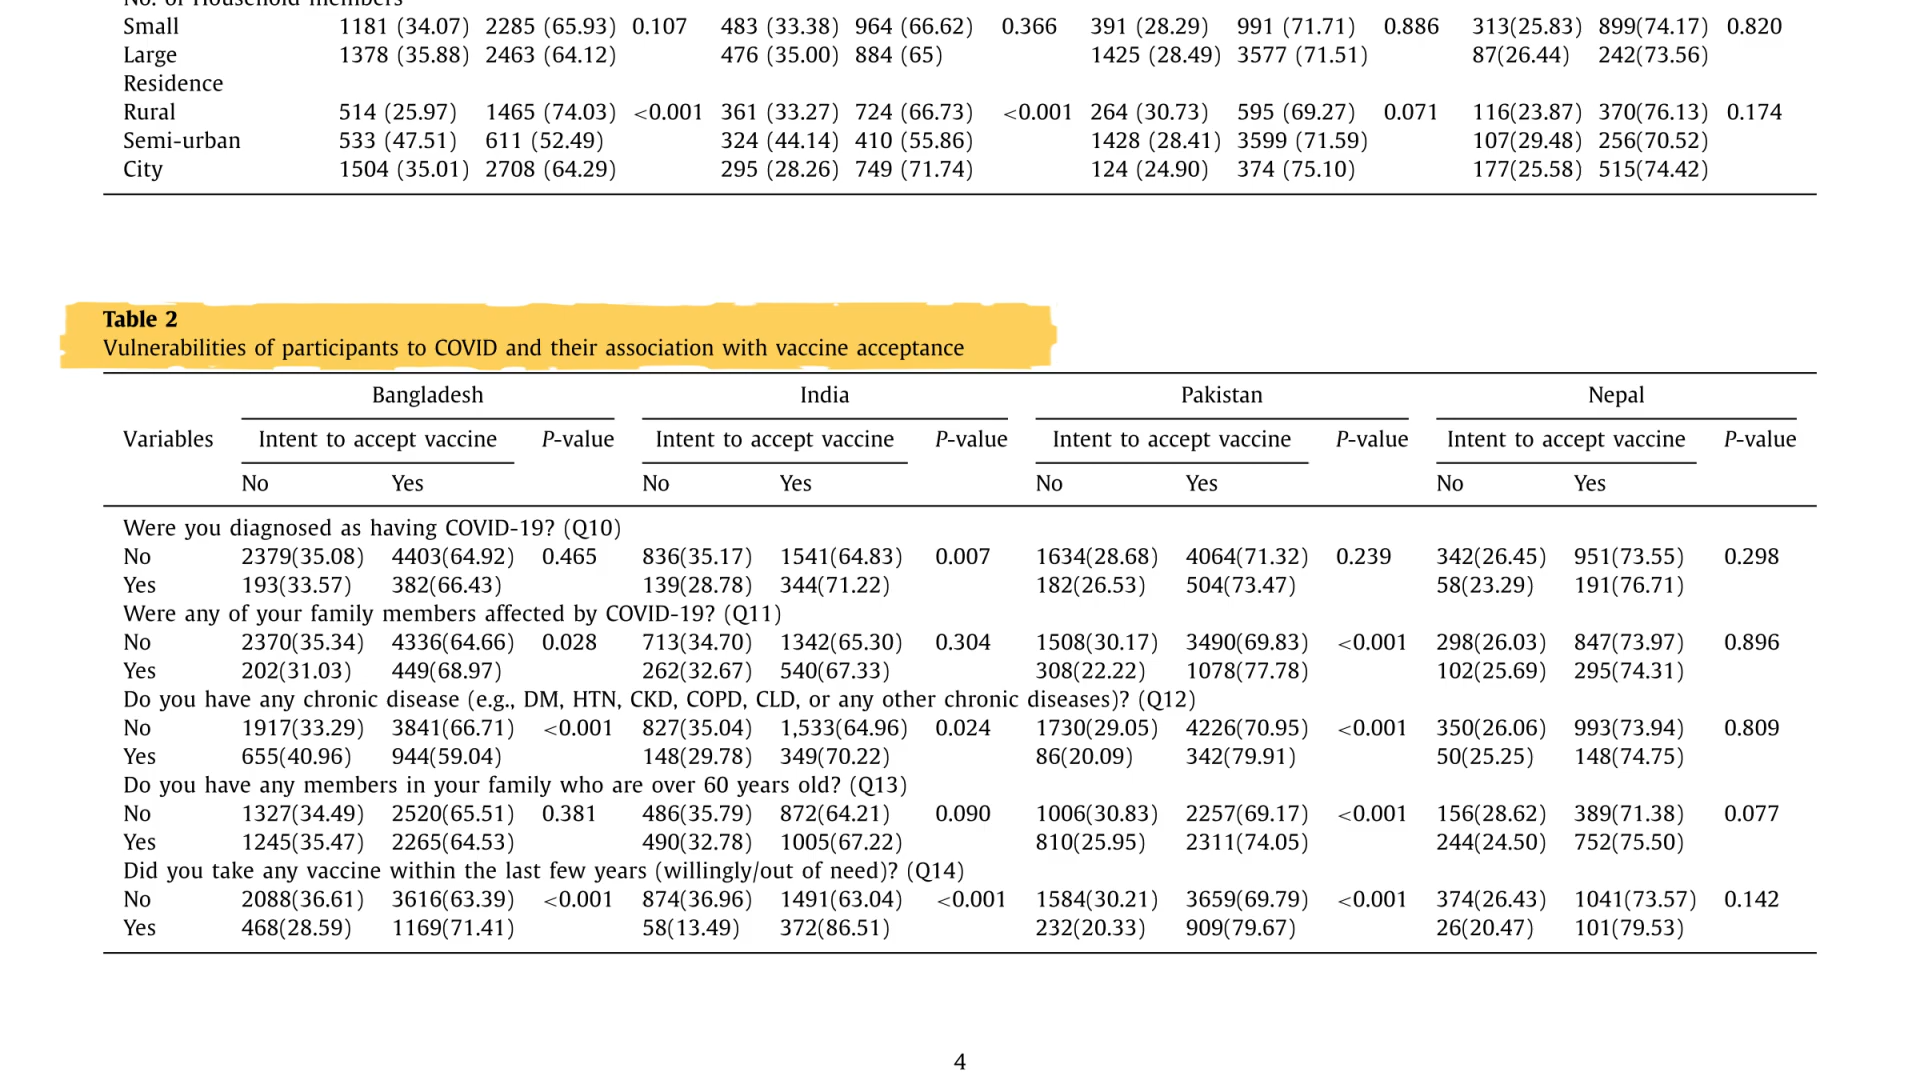 No. of Household members
Small 1181 (34.07) 2285 (65.93) 0.107 483 (33.38) 964 (66.62) 0.366 391 (28.29) 991 (71.71) 0.886 313(25.83) 899(74.17) 0.820
Large 1378 (35.88) 2463 (64.12) 476 (35.00) 884 (65) 1425 (28.49) 3577 (71.51) 87(26.44) 242(73.56)
Residence
Rural 514 (25.97) 1465 (74.03) <0.001 361 (33.27) 724 (66.73) <0.001 264 (30.73) 595 (69.27) 0.071 116(23.87) 370(76.13) 0.174
Semi-urban 533 (47.51) 611 (52.49) 324 (44.14) 410 (55.86) 1428 (28.41) 3599 (71.59) 107(29.48) 256(70.52)
City 1504 (35.01) 2708 (64.29) 295 (28.26) 749 (71.74) 124 (24.90) 374 (75.10) 177(25.58) 515(74.42)
Table 2
Vulnerabilities of participants to COVID and their association with vaccine acceptance
Bangladesh India Pakistan Nepal
Variables Intent to accept vaccine P-value Intent to accept vaccine P-value Intent to accept vaccine P-value Intent to accept vaccine P-value
No Yes No Yes No Yes No Yes
Were you diagnosed as having COVID-19? (Q10)
No 2379(35.08) 4403(64.92) 0.465 836(35.17) 1541(64.83) 0.007 1634(28.68) 4064(71.32) 0.239 342(26.45) 951(73.55) 0.298
Yes 193(33.57) 382(66.43) 139(28.78) 344(71.22) 182(26.53) 504(73.47) 58(23.29) 191(76.71)
Were any of your family members affected by COVID-19? (Q11)
No 2370(35.34) 4336(64.66) 0.028 713(34.70) 1342(65.30) 0.304 1508(30.17) 3490(69.83) <0.001 298(26.03) 847(73.97) 0.896
Yes 202(31.03) 449(68.97) 262(32.67) 540(67.33) 308(22.22) 1078(77.78) 102(25.69) 295(74.31)
Do you have any chronic disease (e.g., DM, HTN, CKD, COPD, CLD, or any other chronic diseases)? (Q12)
No 1917(33.29) 3841(66.71) <0.001 827(35.04) 1,533(64.96) 0.024 1730(29.05) 4226(70.95) <0.001 350(26.06) 993(73.94) 0.809
Yes 655(40.96) 944(59.04) 148(29.78) 349(70.22) 86(20.09) 342(79.91) 50(25.25) 148(74.75)
Do you have any members in your family who are over 60 years old? (Q13)
No 1327(34.49) 2520(65.51) 0.381 486(35.79) 872(64.21) 0.090 1006(30.83) 2257(69.17) <0.001 156(28.62) 389(71.38) 0.077
Yes 1245(35.47) 2265(64.53) 490(32.78) 1005(67.22) 810(25.95) 2311(74.05) 244(24.50) 752(75.50)
Did you take any vaccine within the last few years (willingly/out of need)? (Q14)
No 2088(36.61) 3616(63.39) <0.001 874(36.96) 1491(63.04) <0.001 1584(30.21) 3659(69.79) <0.001 374(26.43) 1041(73.57) 0.142
Yes 468(28.59) 1169(71.41) 58(13.49) 372(86.51) 232(20.33) 909(79.67) 26(20.47) 101(79.53)
4